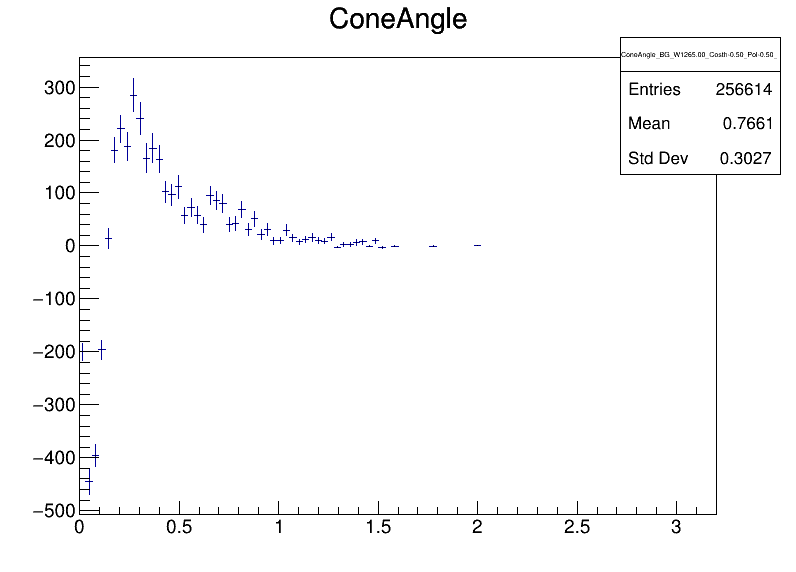 ConeAngle
ConeAngle_BG_W1265.00_Costh-0.50_Pol-0.50_
Entries 256614
Mean 0.7661
Std Dev 0.3027
300
200
100
0
−100
−200
−300
−400
−500
0 0.5 1 1.5 2 2.5 3